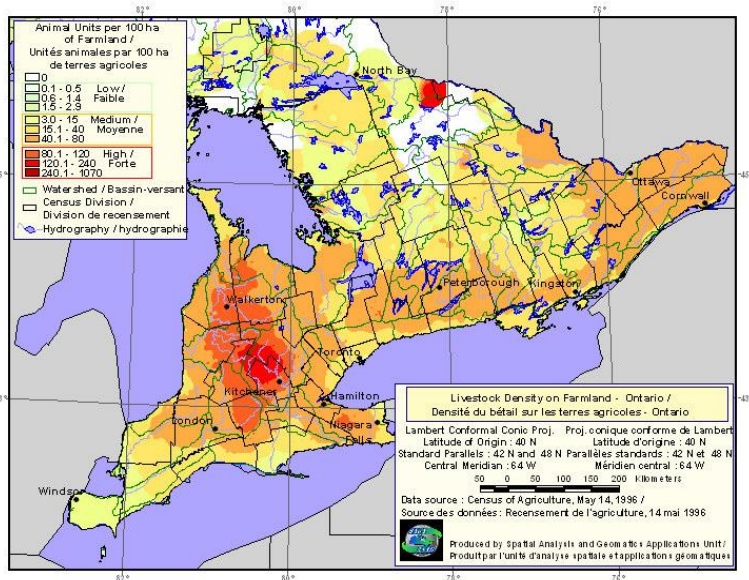 Animal Units per 100 ha
of Farmland /
Unités animales par 100 ha
de terres agricoles
0
0.1 - 0.5 Low /
0.6 - 1.4 Faible
1.5 - 2.9
3.0 - 15 Medium /
15.1 - 40 Moyenne
40.1 - 80
80.1 - 120 High /
120.1 - 240 Forte
240.1 - 1070
Watershed / Bassin-versant
Census Division /
Division de recensement
Hydrography / hydrographie
North Bay
Ottawa
Cornwall
Peterborough
Kingston
Walkerton
Toronto
Kitchener
Hamilton
London
Niagara
Falls
Windsor
Livestock Density on Farmland - Ontario /
Densité du bétail sur les terres agricoles - Ontario
Lambert Conformal Conic Proj. Proj. conique conforme de Lambert
Latitude of Origin : 40 N Latitude d'origine : 40 N
Standard Parallels : 42 N and 48 N Parallèles standards : 42 N et 48 N
Central Meridian : 64 W Méridien central : 64 W
50 0 50 100 150 200 Kilometers
Data source : Census of Agriculture, May 14, 1996 /
Source des données : Recensement de l'agriculture, 14 mai 1996
Produced by Spatial Analysis and Geomatics Applications Unit /
Produit par l'unité d'analyse spatiale et applications géomatiques